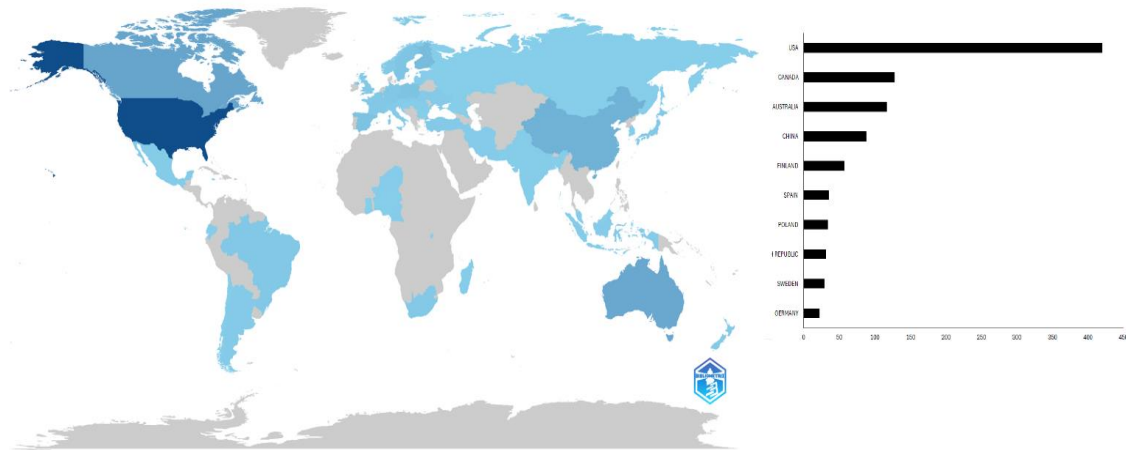 USA
CANADA
AUSTRALIA
CHINA
FINLAND
SPAIN
POLAND
REPUBLIC
SWEDEN
GERMANY
0 50 100 150 200 250 300 350 400 450